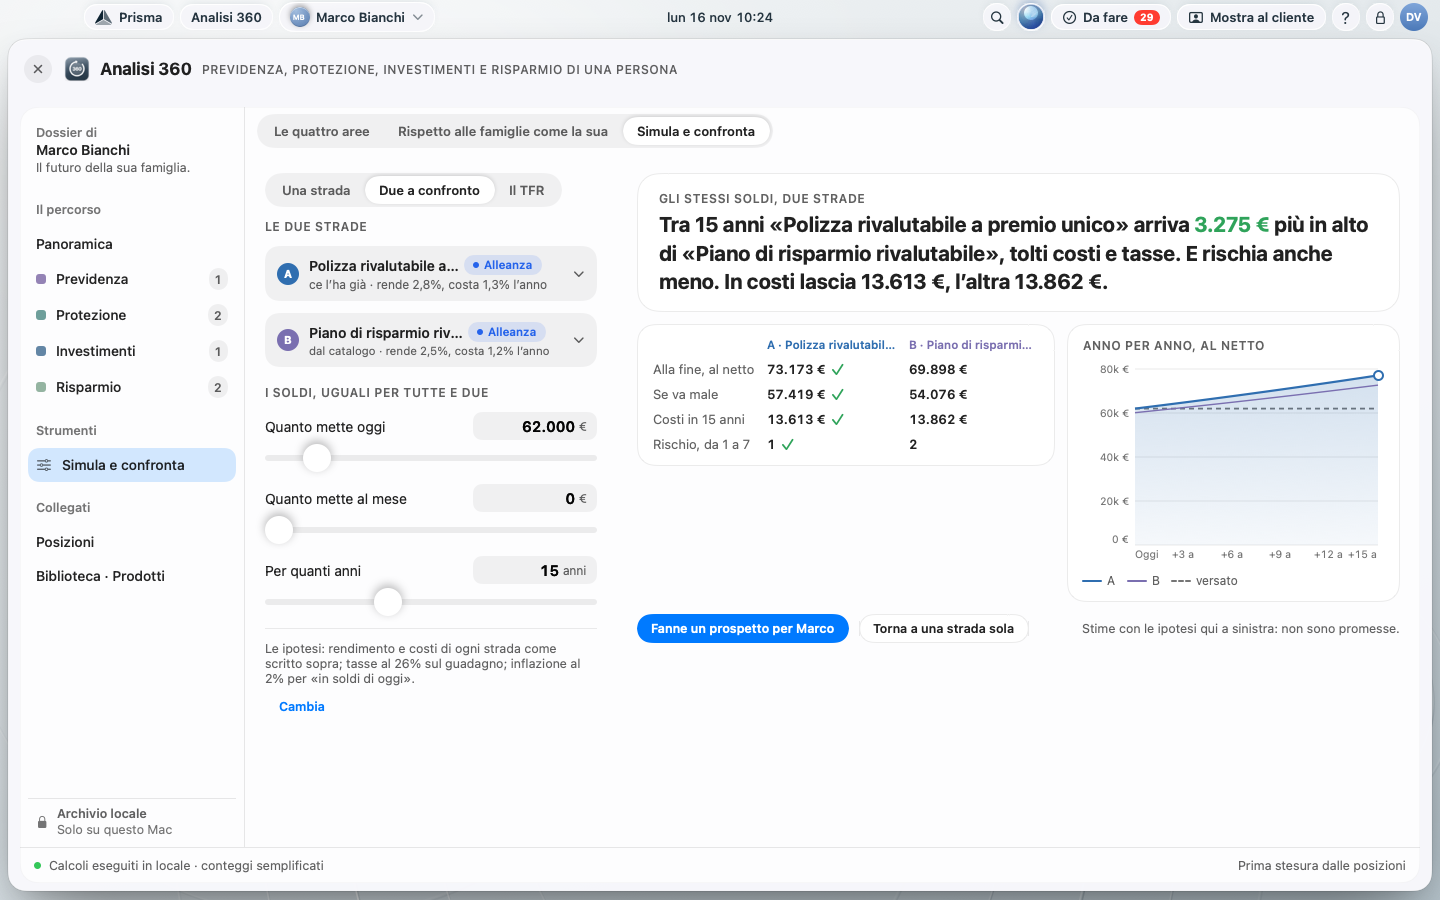 Prisma
Analisi 360
MB Marco Bianchi
lun 16 nov 10:24
Da fare 29
Mostra al cliente
?
DV
360
Analisi 360 PREVIDENZA, PROTEZIONE, INVESTIMENTI E RISPARMIO DI UNA PERSONA
Dossier di
Marco Bianchi
Il futuro della sua famiglia.
Il percorso
Panoramica
Previdenza 1
Protezione 2
Investimenti 1
Risparmio 2
Strumenti
Simula e confronta
Collegati
Posizioni
Biblioteca · Prodotti
Archivio locale
Solo su questo Mac
Le quattro aree
Rispetto alle famiglie come la sua
Simula e confronta
Una strada
Due a confronto
Il TFR
LE DUE STRADE
A Polizza rivalutabile a... Alleanza
ce l'ha già · rende 2,8%, costa 1,3% l'anno
B Piano di risparmio riv... Alleanza
dal catalogo · rende 2,5%, costa 1,2% l'anno
I SOLDI, UGUALI PER TUTTE E DUE
Quanto mette oggi 62.000 €
Quanto mette al mese 0 €
Per quanti anni 15 anni
Le ipotesi: rendimento e costi di ogni strada come
scritto sopra; tasse al 26% sul guadagno; inflazione al
2% per «in soldi di oggi».
Cambia
GLI STESSI SOLDI, DUE STRADE
Tra 15 anni «Polizza rivalutabile a premio unico» arriva 3.275 € più in alto
di «Piano di risparmio rivalutabile», tolti costi e tasse. E rischia anche
meno. In costi lascia 13.613 €, l'altra 13.862 €.
A · Polizza rivalutabil... B · Piano di risparmi...
Alla fine, al netto 73.173 € 69.898 €
Se va male 57.419 € 54.076 €
Costi in 15 anni 13.613 € 13.862 €
Rischio, da 1 a 7 1 2
ANNO PER ANNO, AL NETTO
80k €
60k €
40k €
20k €
0 €
Oggi +3 a +6 a +9 a +12 a +15 a
A B versato
Fanne un prospetto per Marco
Torna a una strada sola
Stime con le ipotesi qui a sinistra: non sono promesse.
Calcoli eseguiti in locale · conteggi semplificati
Prima stesura dalle posizioni